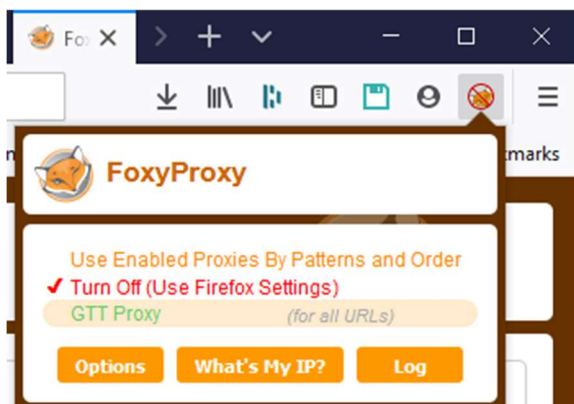 Fo
marks
FoxyProxy
Use Enabled Proxies By Patterns and Order
✔ Turn Off (Use Firefox Settings)
GTT Proxy (for all URLs)
Options What's My IP? Log